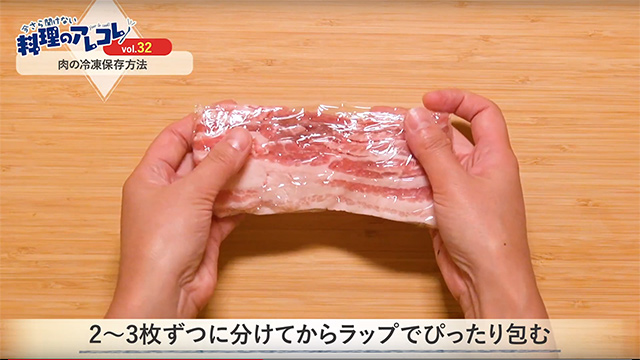 今さら聞けない
料理のアレコレ
vol.32
肉の冷凍保存方法
2～3枚ずつに分けてからラップでぴったり包む